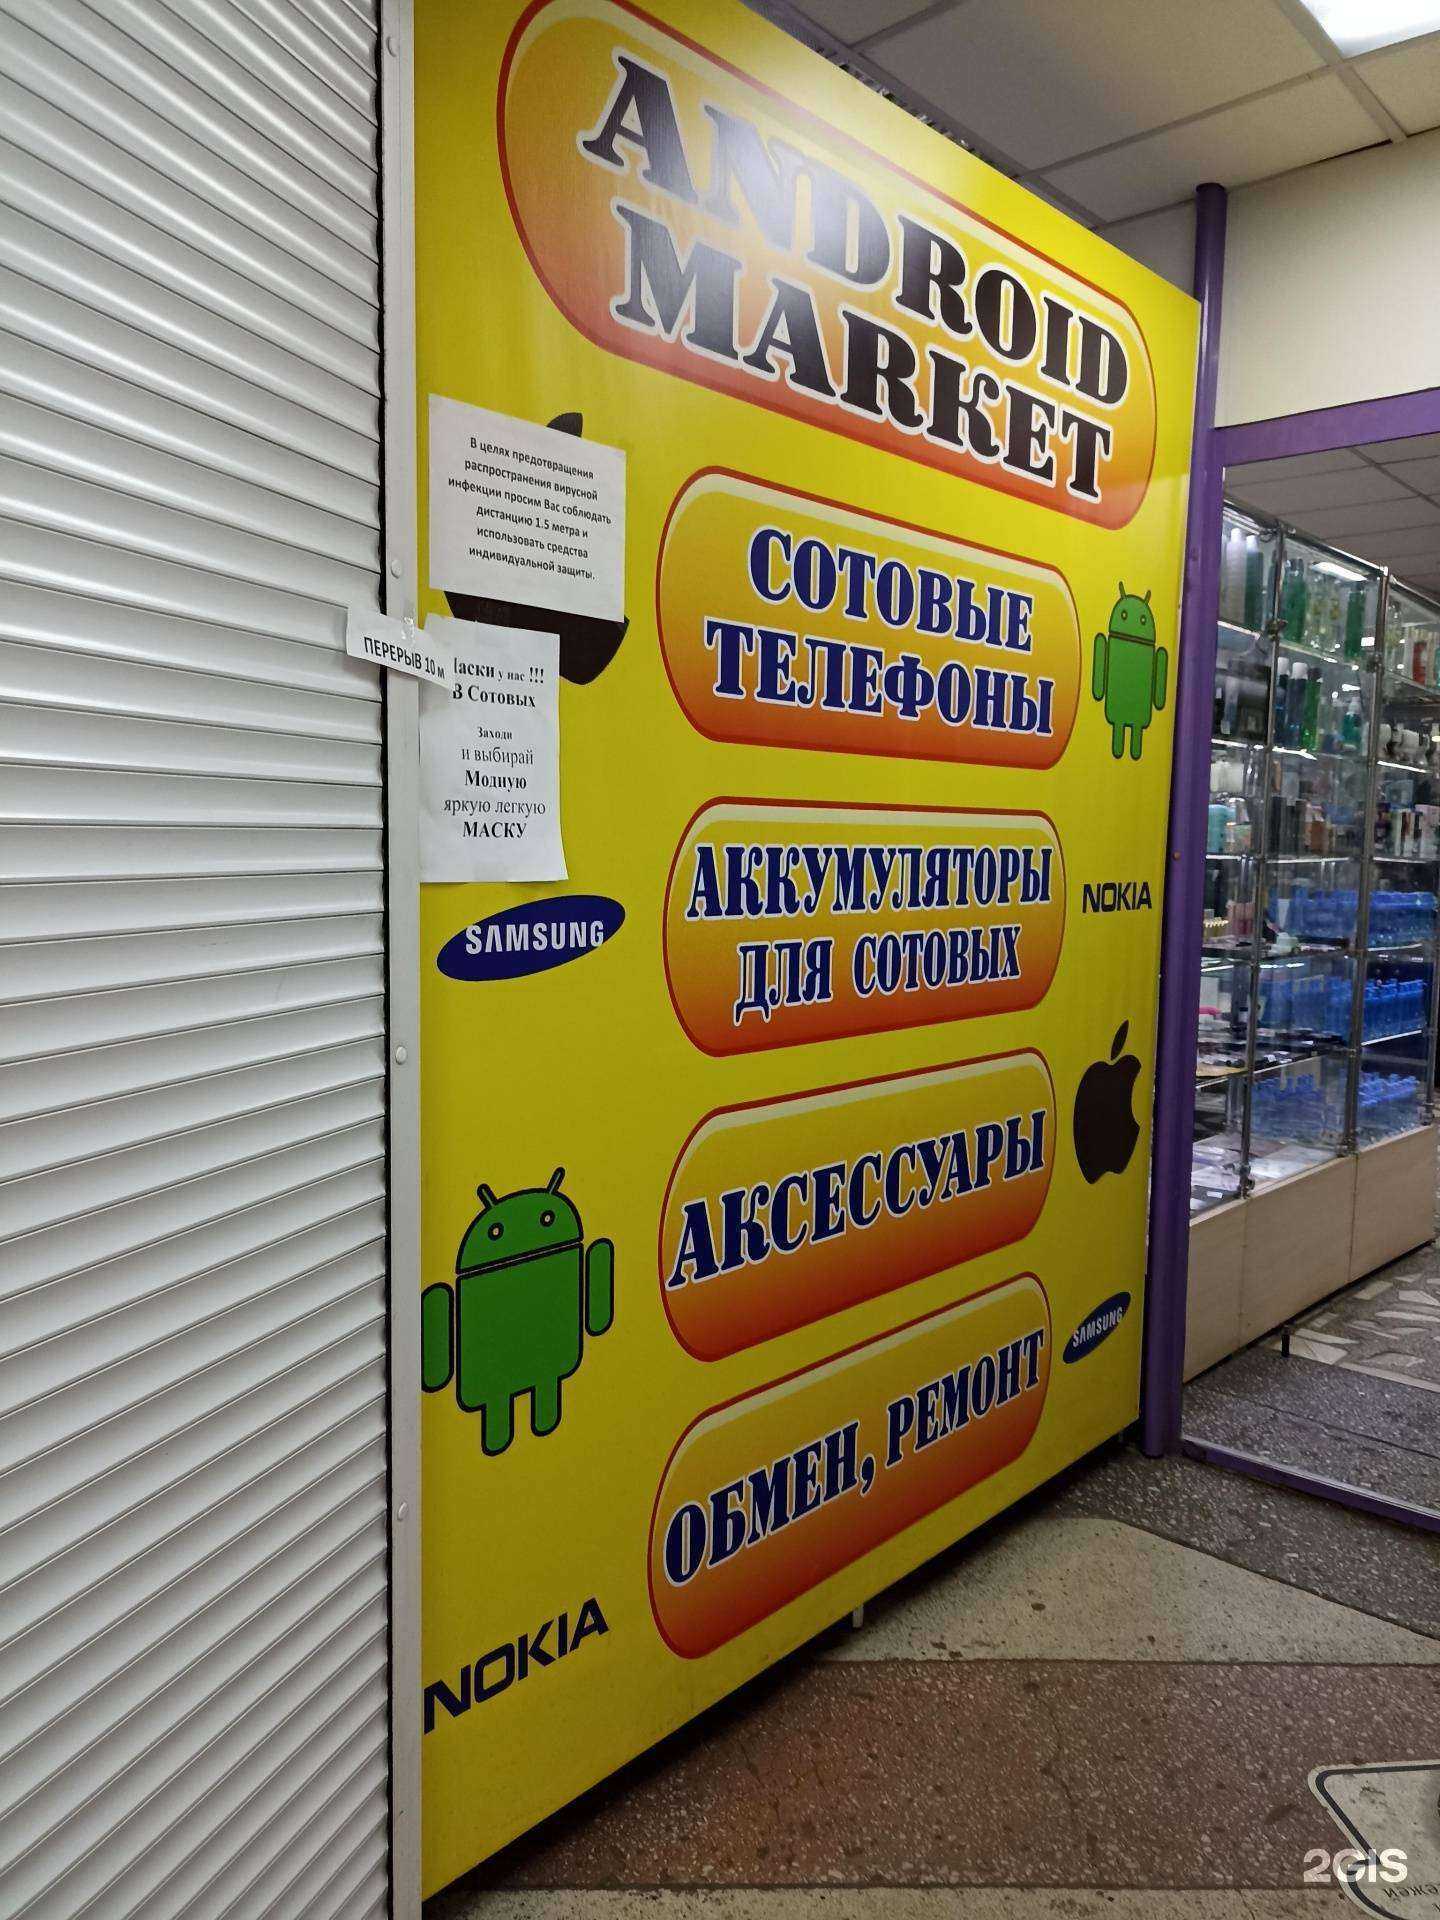 ANDROID
MARKET
В целях предотвращения
распространения вирусной
инфекции просим Вас соблюдать
дистанцию 1.5 метра и
использовать средства
индивидуальной защиты.
ПЕРЕРЫВ 10 м
аски у нас !!!
В Сотовых
Заходи
и выбирай
Модную
яркую легкую
МАСКУ
СОТОВЫЕ
ТЕЛЕФОНЫ
SAMSUNG
АККУМУЛЯТОРЫ
ДЛЯ СОТОВЫХ
NOKIA
АКСЕССУАРЫ
ОБМЕН, РЕМОНТ
SAMSUNG
NOKIA
2GIS